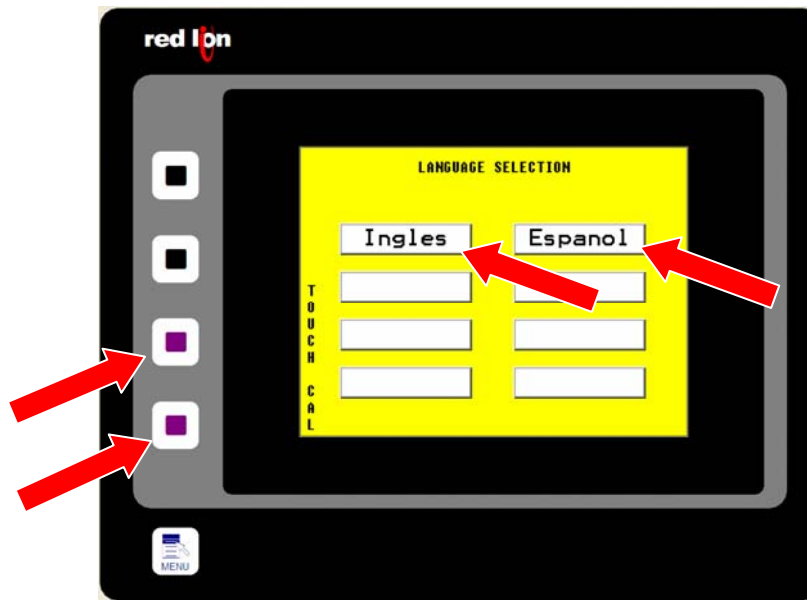 red lion
LANGUAGE SELECTION
Ingles
Espanol
TOUCH CAL
MENU